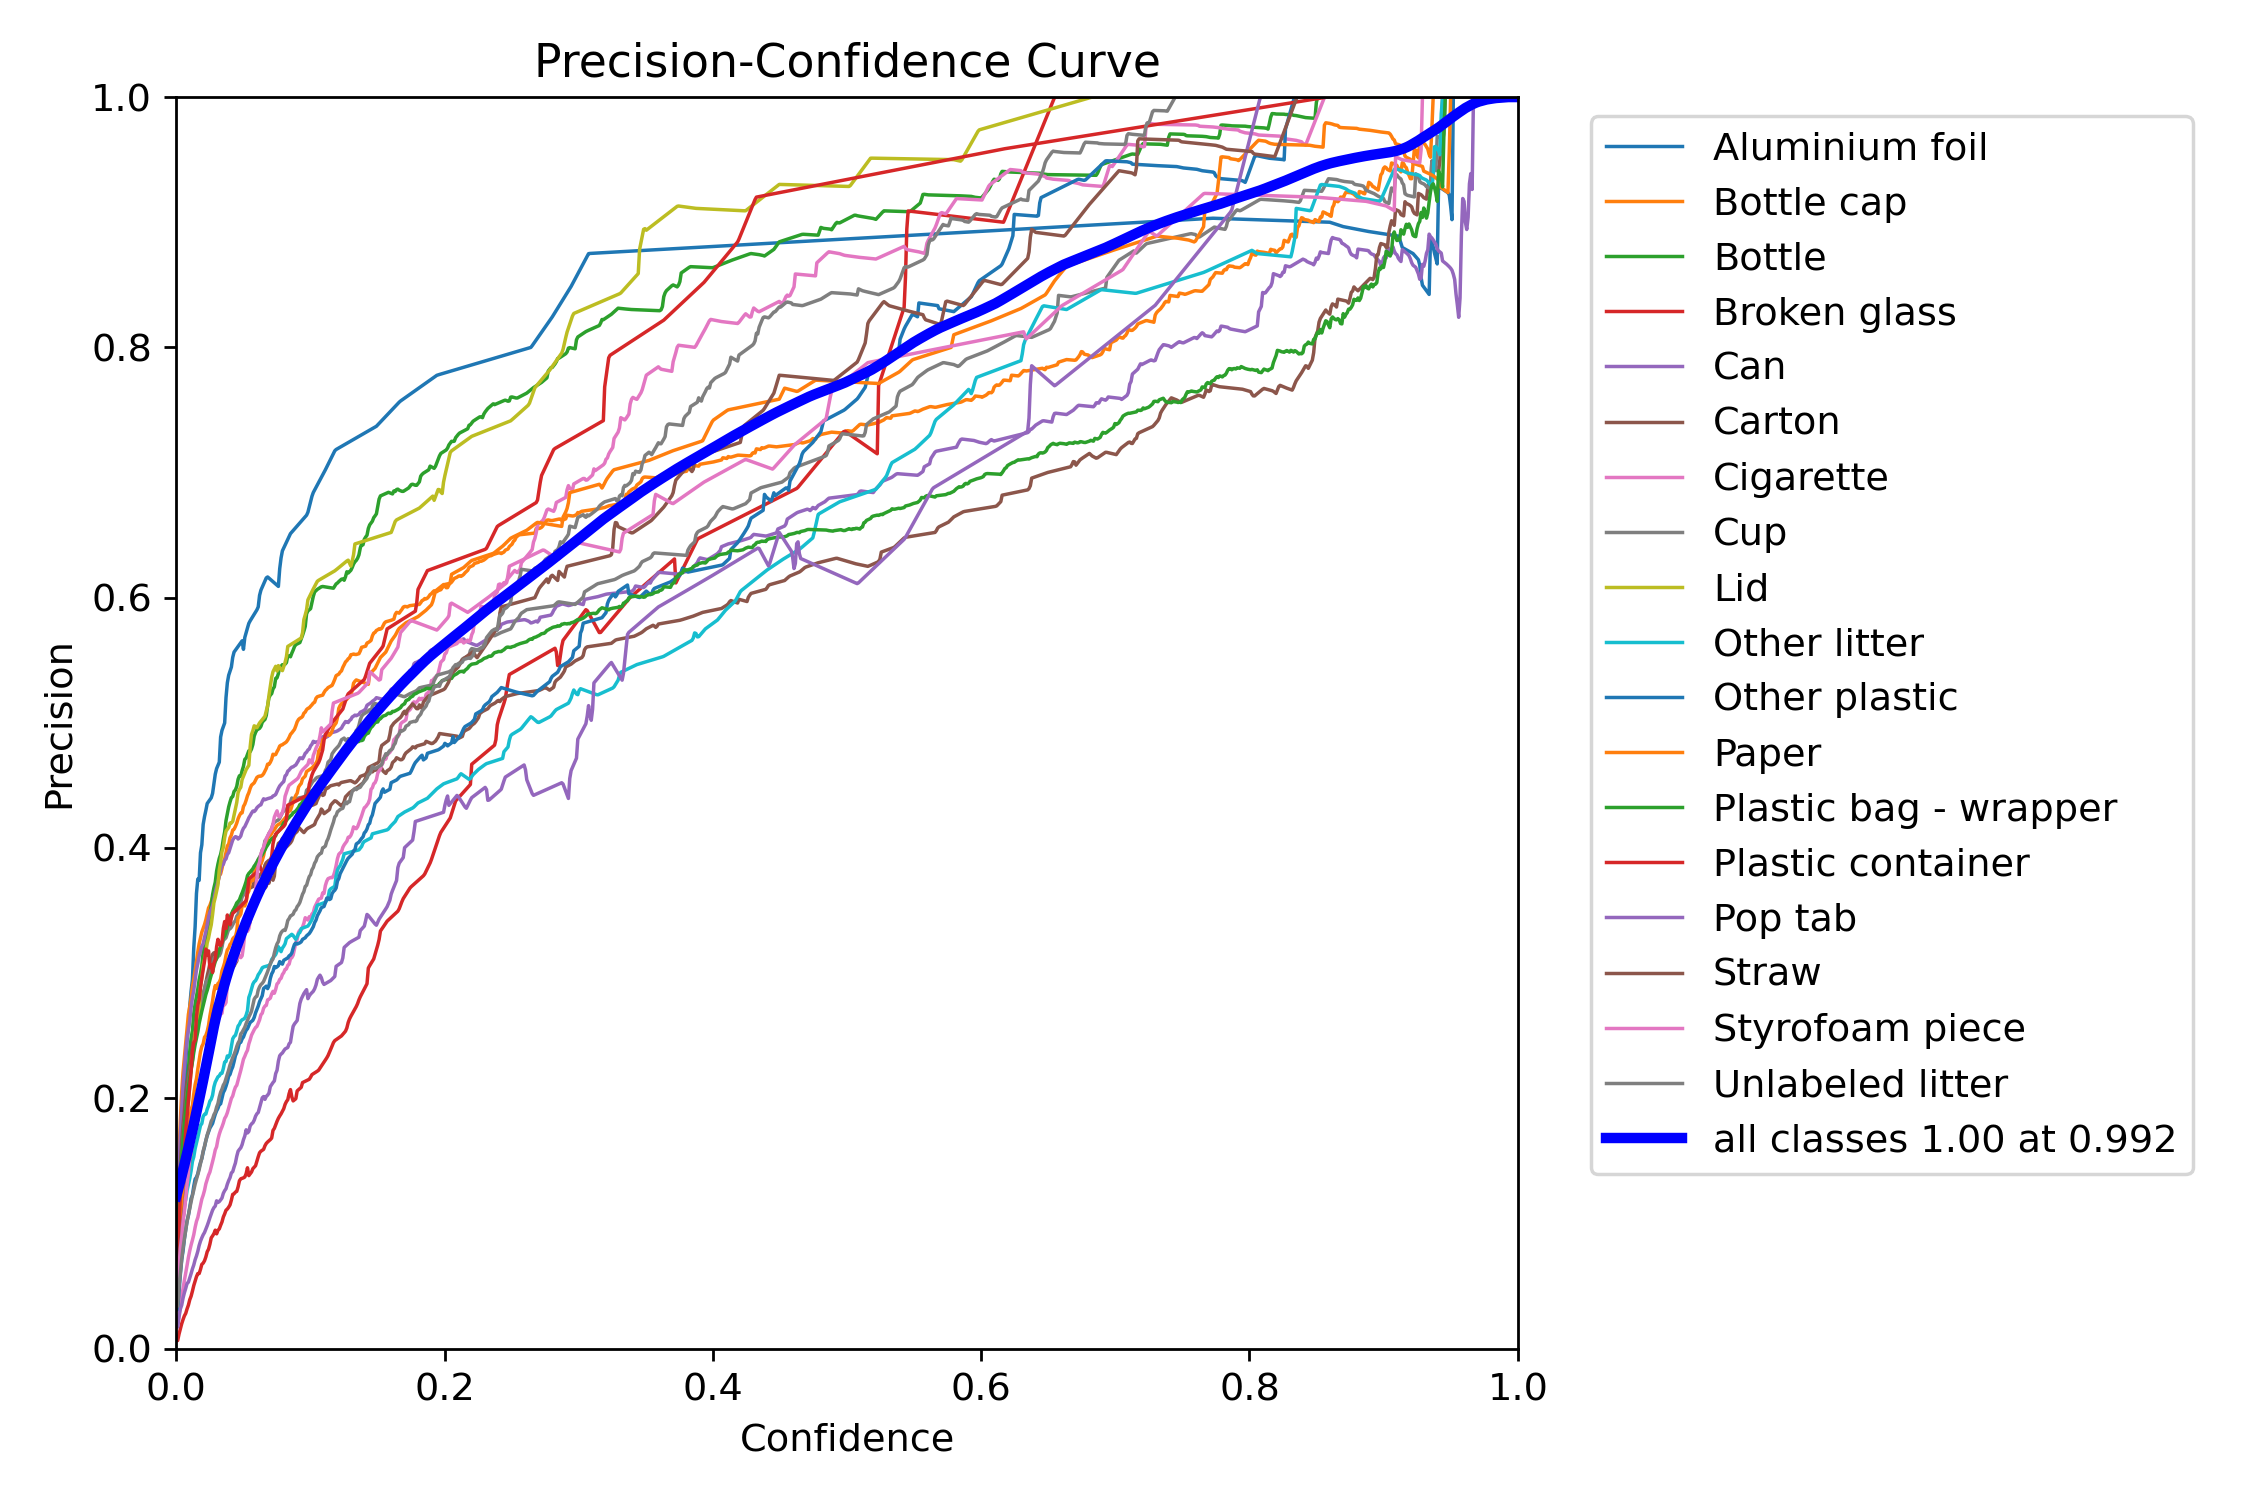 Precision-Confidence Curve
1.0
0.8
0.6
0.4
0.2
0.0
Precision
0.0 0.2 0.4 0.6 0.8 1.0
Confidence
Aluminium foil
Bottle cap
Bottle
Broken glass
Can
Carton
Cigarette
Cup
Lid
Other litter
Other plastic
Paper
Plastic bag - wrapper
Plastic container
Pop tab
Straw
Styrofoam piece
Unlabeled litter
all classes 1.00 at 0.992